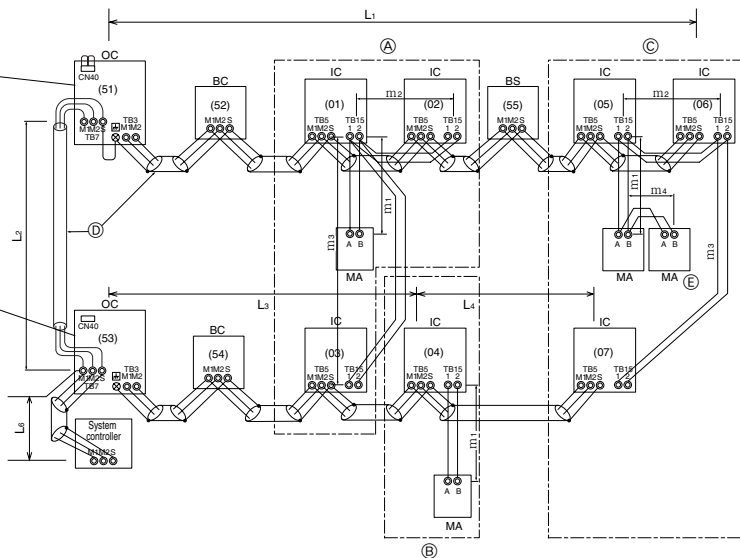 L1
A
C
OC
CN40
(51)
TB3
M1M2S M1M2
TB7
BC
(52)
M1M2S
IC
(01)
TB5 TB15
M1M2S 1 2
m2
IC
(02)
TB5 TB15
M1M2S 1 2
BS
(55)
M1M2S
IC
(05)
TB5 TB15
M1M2S 1 2
m2
IC
(06)
TB5 TB15
M1M2S 1 2
L2
D
m3
m1
A B
MA
m1
m4
A B
MA
A B
MA
E
m3
OC
CN40
(53)
TB3
M1M2S M1M2
TB7
L3
L4
BC
(54)
M1M2S
IC
(03)
TB5 TB15
M1M2S 1 2
IC
(04)
TB5 TB15
M1M2S 1 2
IC
(07)
TB5 TB15
M1M2S 1 2
L6
System
controller
M1M2S
m1
A B
MA
B